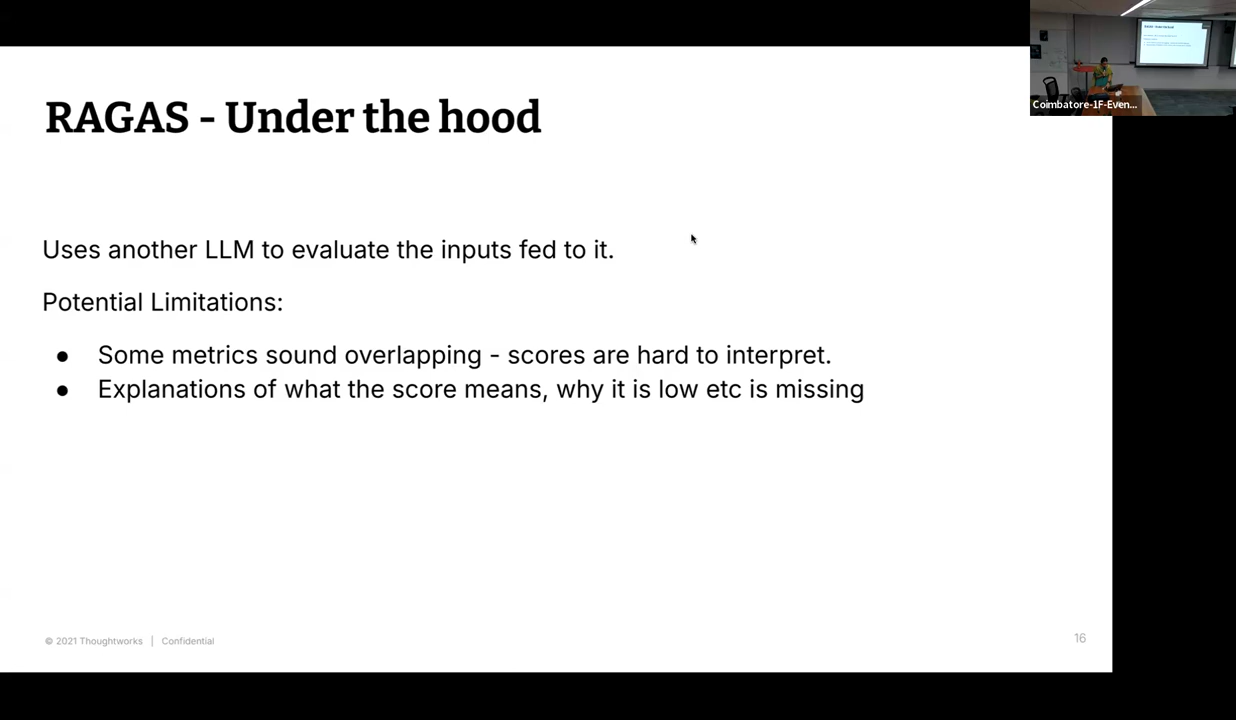 RAGAS - Under the hood
Uses another LLM to evaluate the inputs fed to it.
Potential Limitations:
● Some metrics sound overlapping - scores are hard to interpret.
● Explanations of what the score means, why it is low etc is missing
© 2021 Thoughtworks | Confidential
16
Coimbatore-1F-Even...